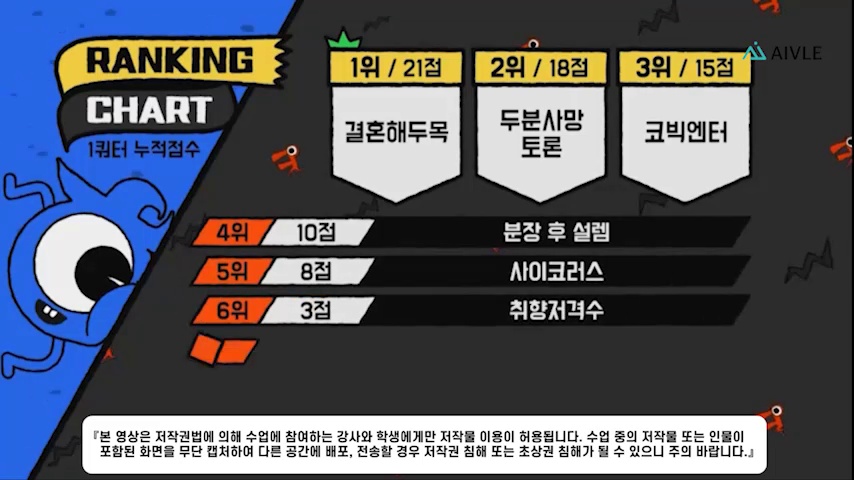 AIVLE
RANKING
CHART
1쿼터 누적점수
1위 / 21점
결혼해두목
2위 / 18점
두분사망
토론
3위 / 15점
코빅엔터
4위 10점 분장 후 설렘
5위 8점 사이코러스
6위 3점 취향저격수
『본 영상은 저작권법에 의해 수업에 참여하는 강사와 학생에게만 저작물 이용이 허용됩니다. 수업 중의 저작물 또는 인물이
포함된 화면을 무단 캡처하여 다른 공간에 배포, 전송할 경우 저작권 침해 또는 초상권 침해가 될 수 있으니 주의 바랍니다.』